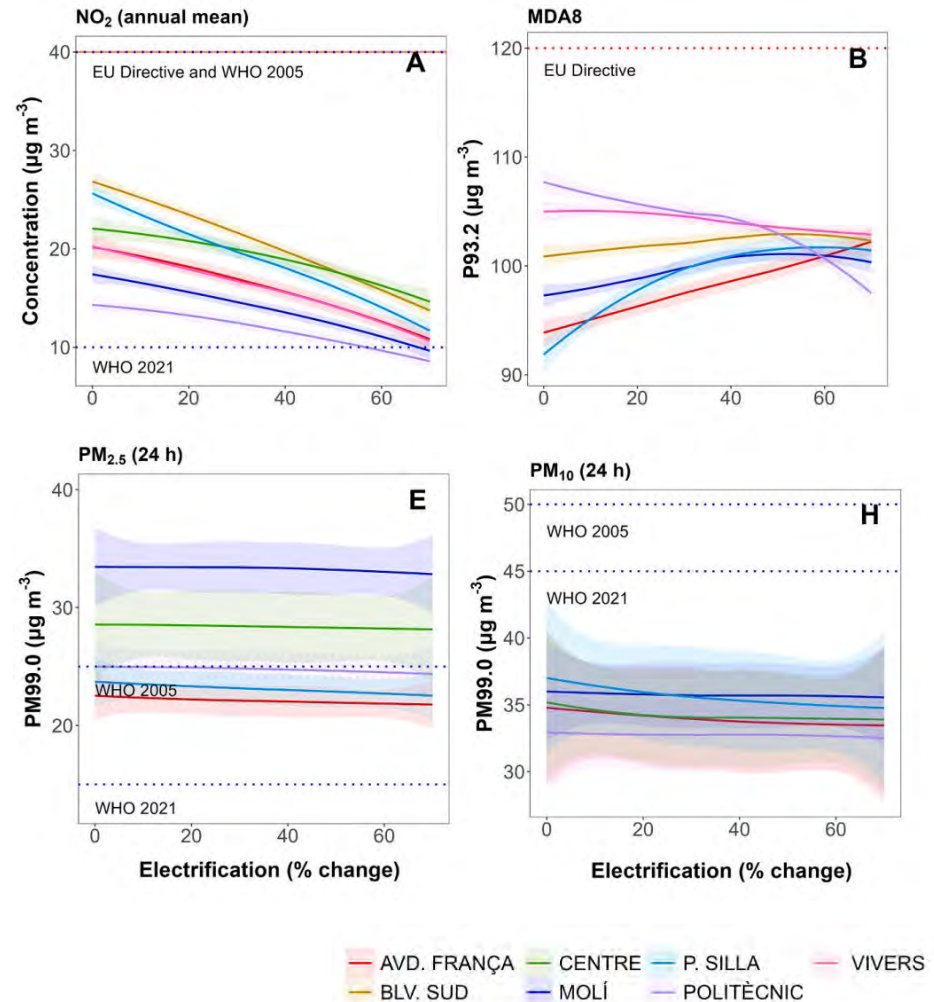 NO₂ (annual mean)
40
EU Directive and WHO 2005
A
30
20
10
WHO 2021
0
20
40
60
Concentration (µg m⁻³)
MDA8
120
EU Directive
B
110
100
90
0
20
40
60
P93.2 (µg m⁻³)
PM₂.₅ (24 h)
40
E
30
WHO 2005
20
WHO 2021
0
20
40
60
PM99.0 (µg m⁻³)
Electrification (% change)
PM₁₀ (24 h)
50
H
WHO 2005
45
WHO 2021
40
35
30
0
20
40
60
PM99.0 (µg m⁻³)
Electrification (% change)
AVD. FRANÇA CENTRE P. SILLA VIVERS
BLV. SUD MOLÍ POLITÈCNIC